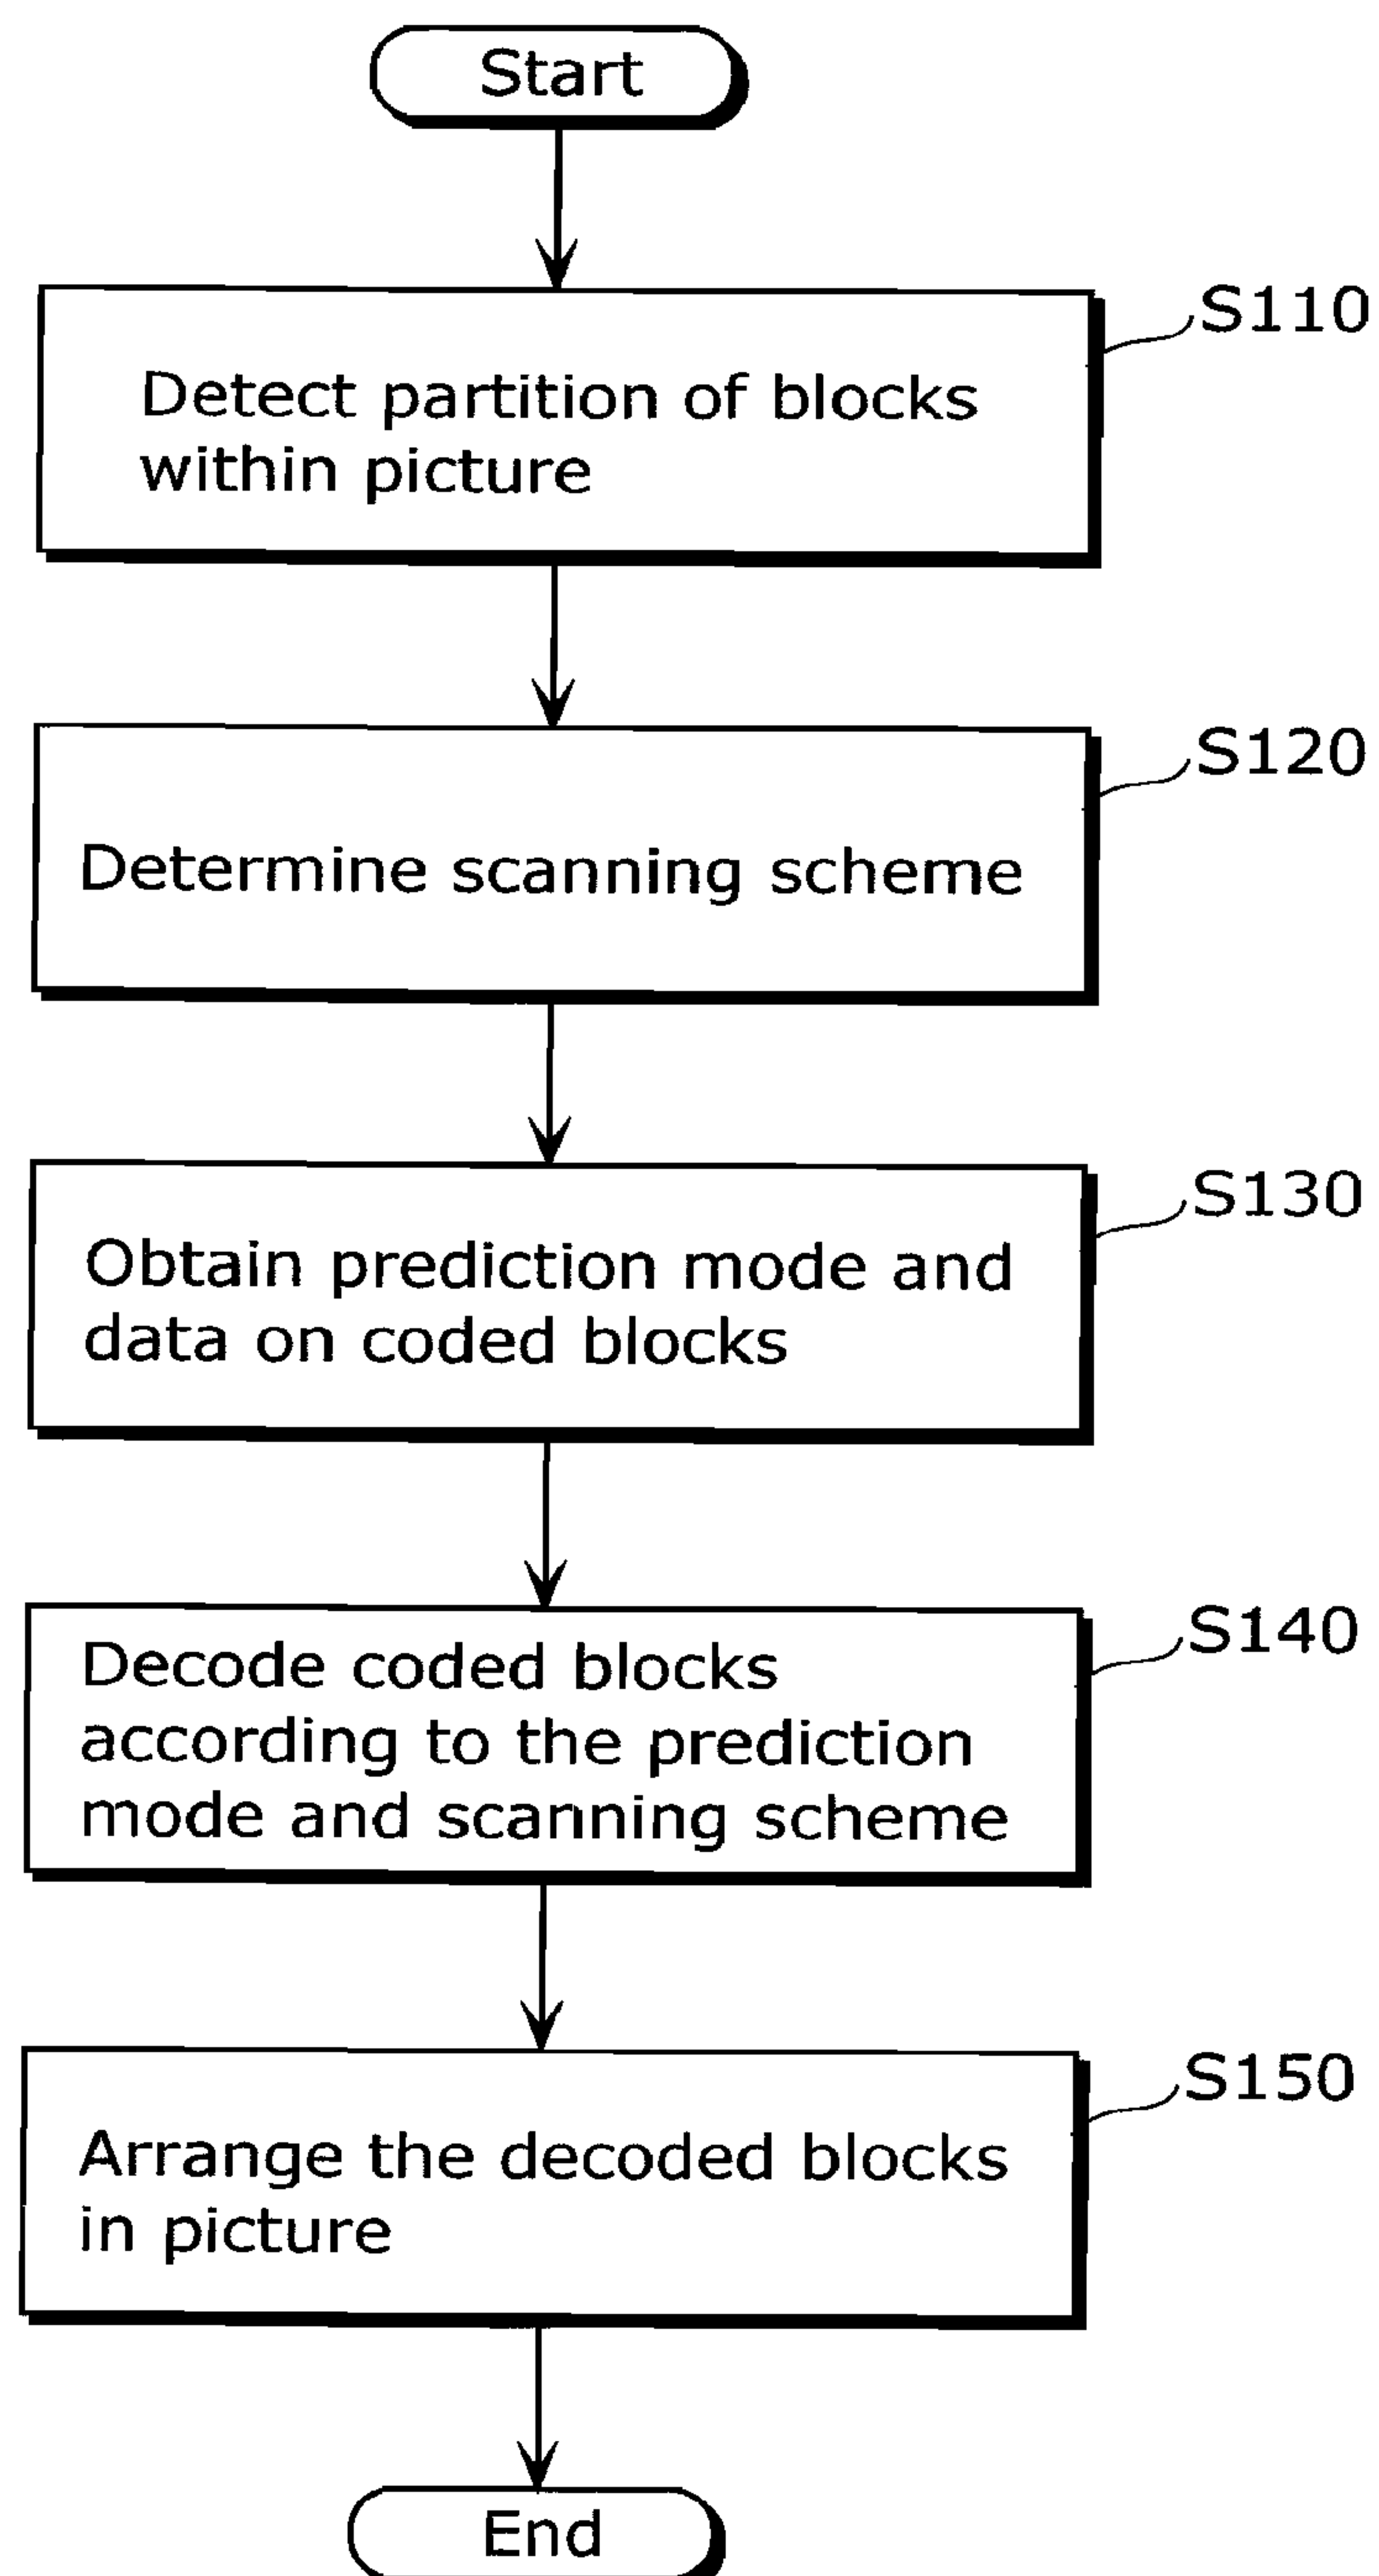 Start
S110
Detect partition of blocks
within picture
S120
Determine scanning scheme
S130
Obtain prediction mode and
data on coded blocks
S140
Decode coded blocks
according to the prediction
mode and scanning scheme
S150
Arrange the decoded blocks
in picture
End